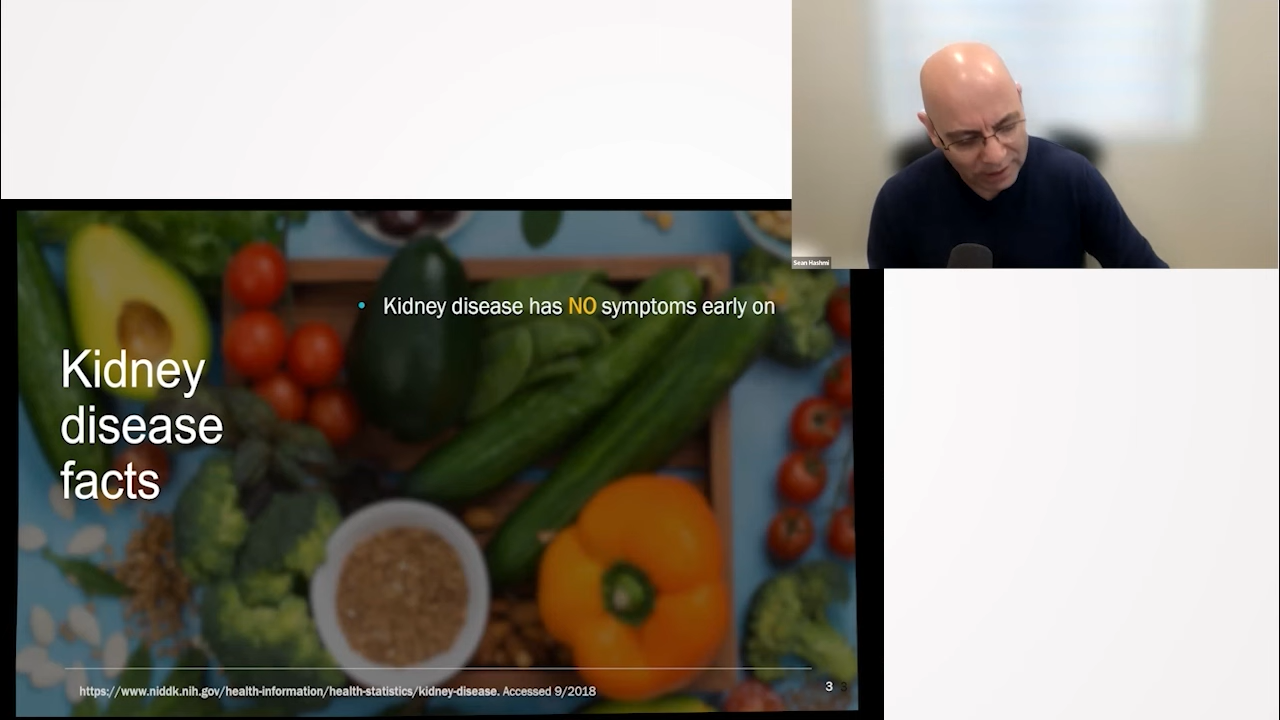 Sean Hashmi
• Kidney disease has NO symptoms early on
Kidney
disease
facts
https://www.niddk.nih.gov/health-information/health-statistics/kidney-disease. Accessed 9/2018
3 3